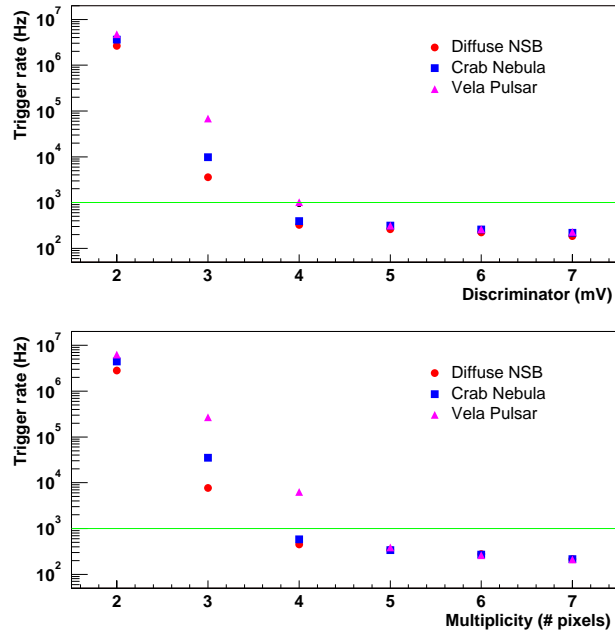 Trigger rate (Hz)
10^7
10^6
10^5
10^4
10^3
10^2
Diffuse NSB
Crab Nebula
Vela Pulsar
2 3 4 5 6 7
Discriminator (mV)
Trigger rate (Hz)
10^7
10^6
10^5
10^4
10^3
10^2
Diffuse NSB
Crab Nebula
Vela Pulsar
2 3 4 5 6 7
Multiplicity (# pixels)